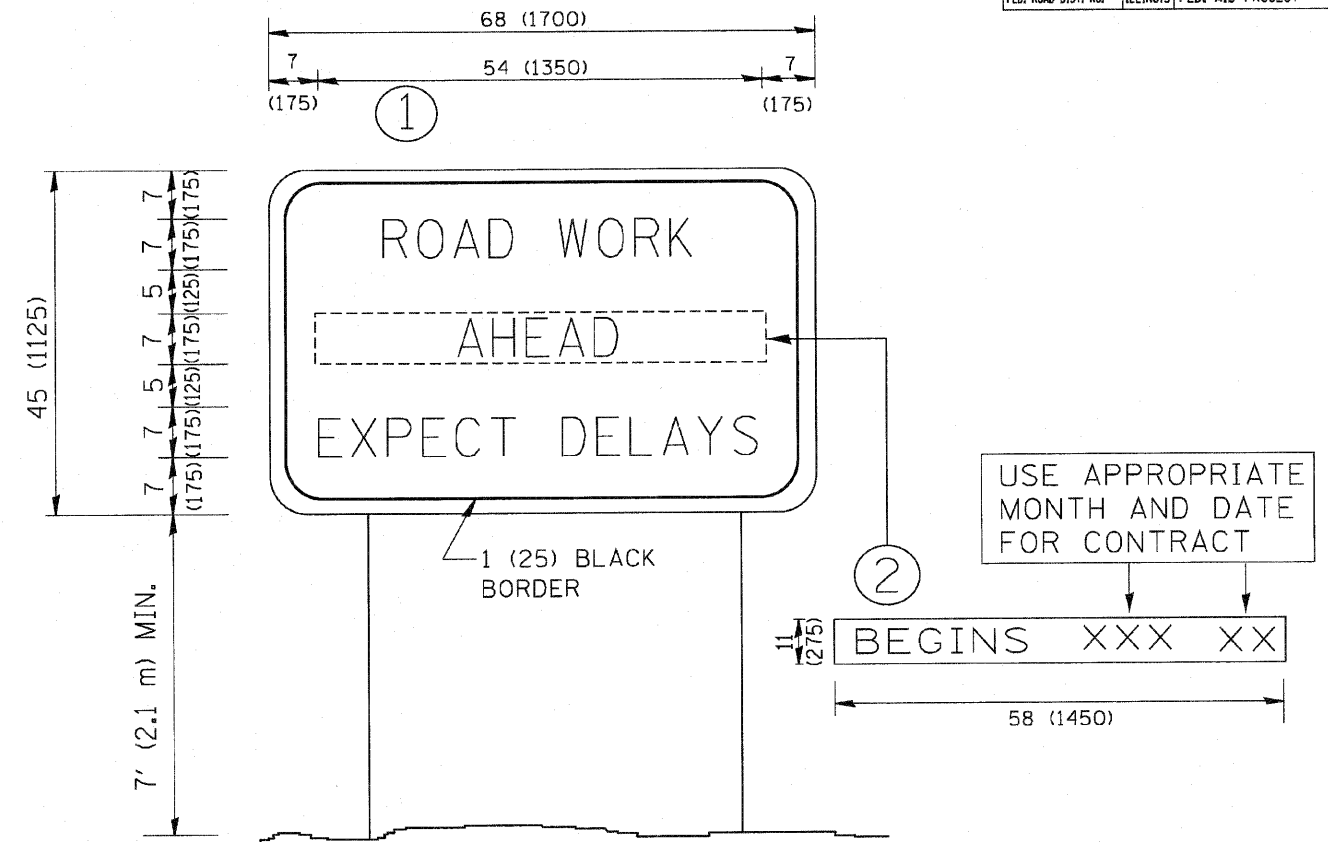 ILLINOIS
68 (1700)
7
54 (1350)
7
(175)
(175)
1
45 (1125)
7
(175)
7
(175)
5
(125)
7
(175)
5
(125)
7
(175)
7
(175)
ROAD WORK
AHEAD
EXPECT DELAYS
1 (25) BLACK
BORDER
7' (2.1 m) MIN.
USE APPROPRIATE
MONTH AND DATE
FOR CONTRACT
2
11
(275)
BEGINS XXX XX
58 (1450)